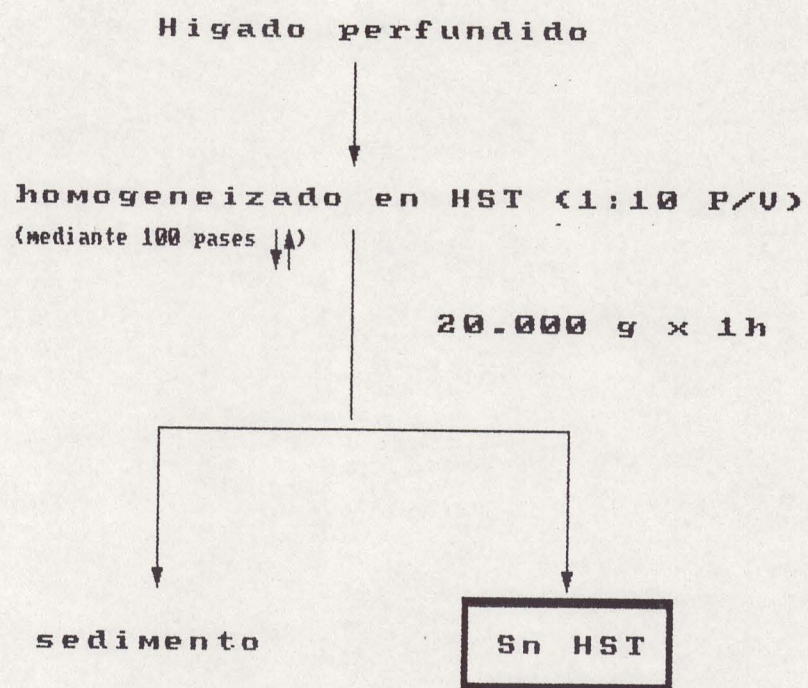 Higado perfundido
homogeneizado en HST (1:10 P/V)
(mediante 100 pases ↓↑)
20.000 g x 1h
sedimento
Sn HST